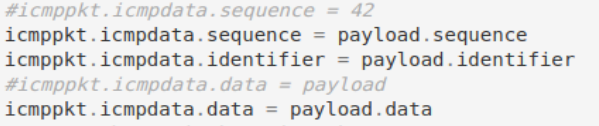 #icmppkt.icmpdata.sequence = 42
icmppkt.icmpdata.sequence = payload.sequence
icmppkt.icmpdata.identifier = payload.identifier
#icmppkt.icmpdata.data = payload
icmppkt.icmpdata.data = payload.data